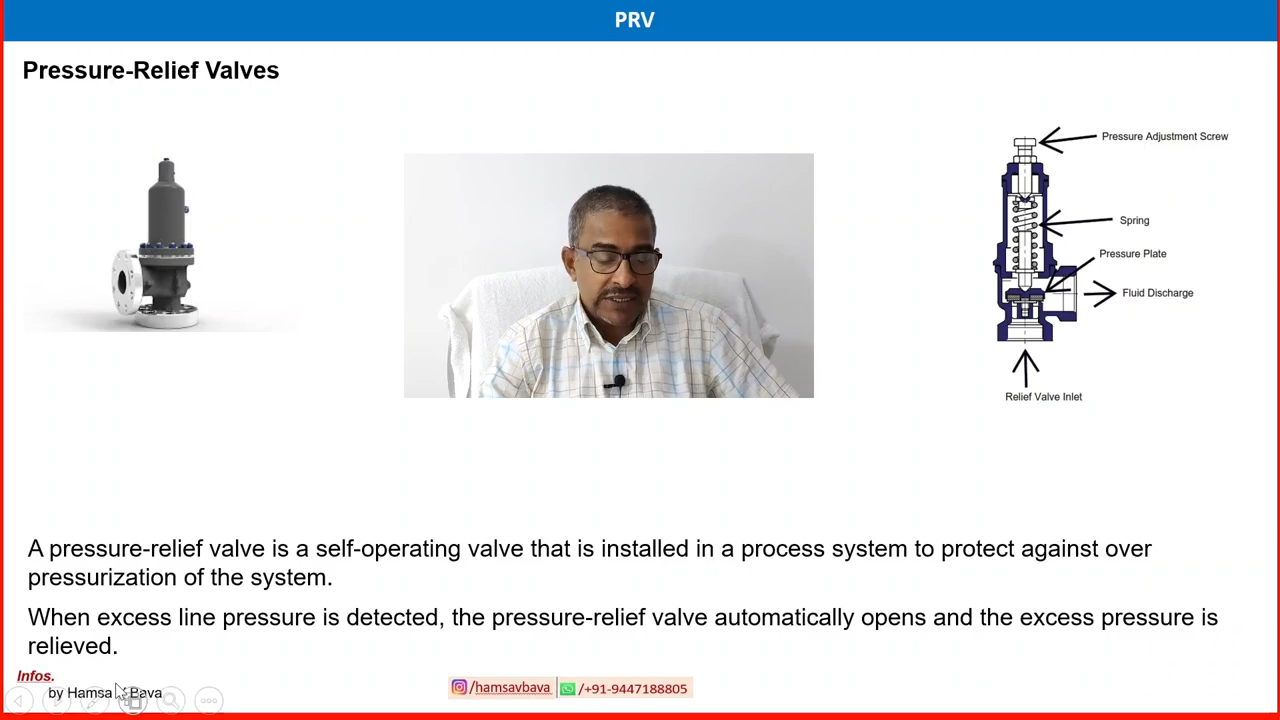 PRV
Pressure-Relief Valves
Pressure Adjustment Screw
Spring
Pressure Plate
Fluid Discharge
Relief Valve Inlet
A pressure-relief valve is a self-operating valve that is installed in a process system to protect against over
pressurization of the system.
When excess line pressure is detected, the pressure-relief valve automatically opens and the excess pressure is
relieved.
Infos.
by Hamsa Bava
/hamsavbava /+91-9447188805